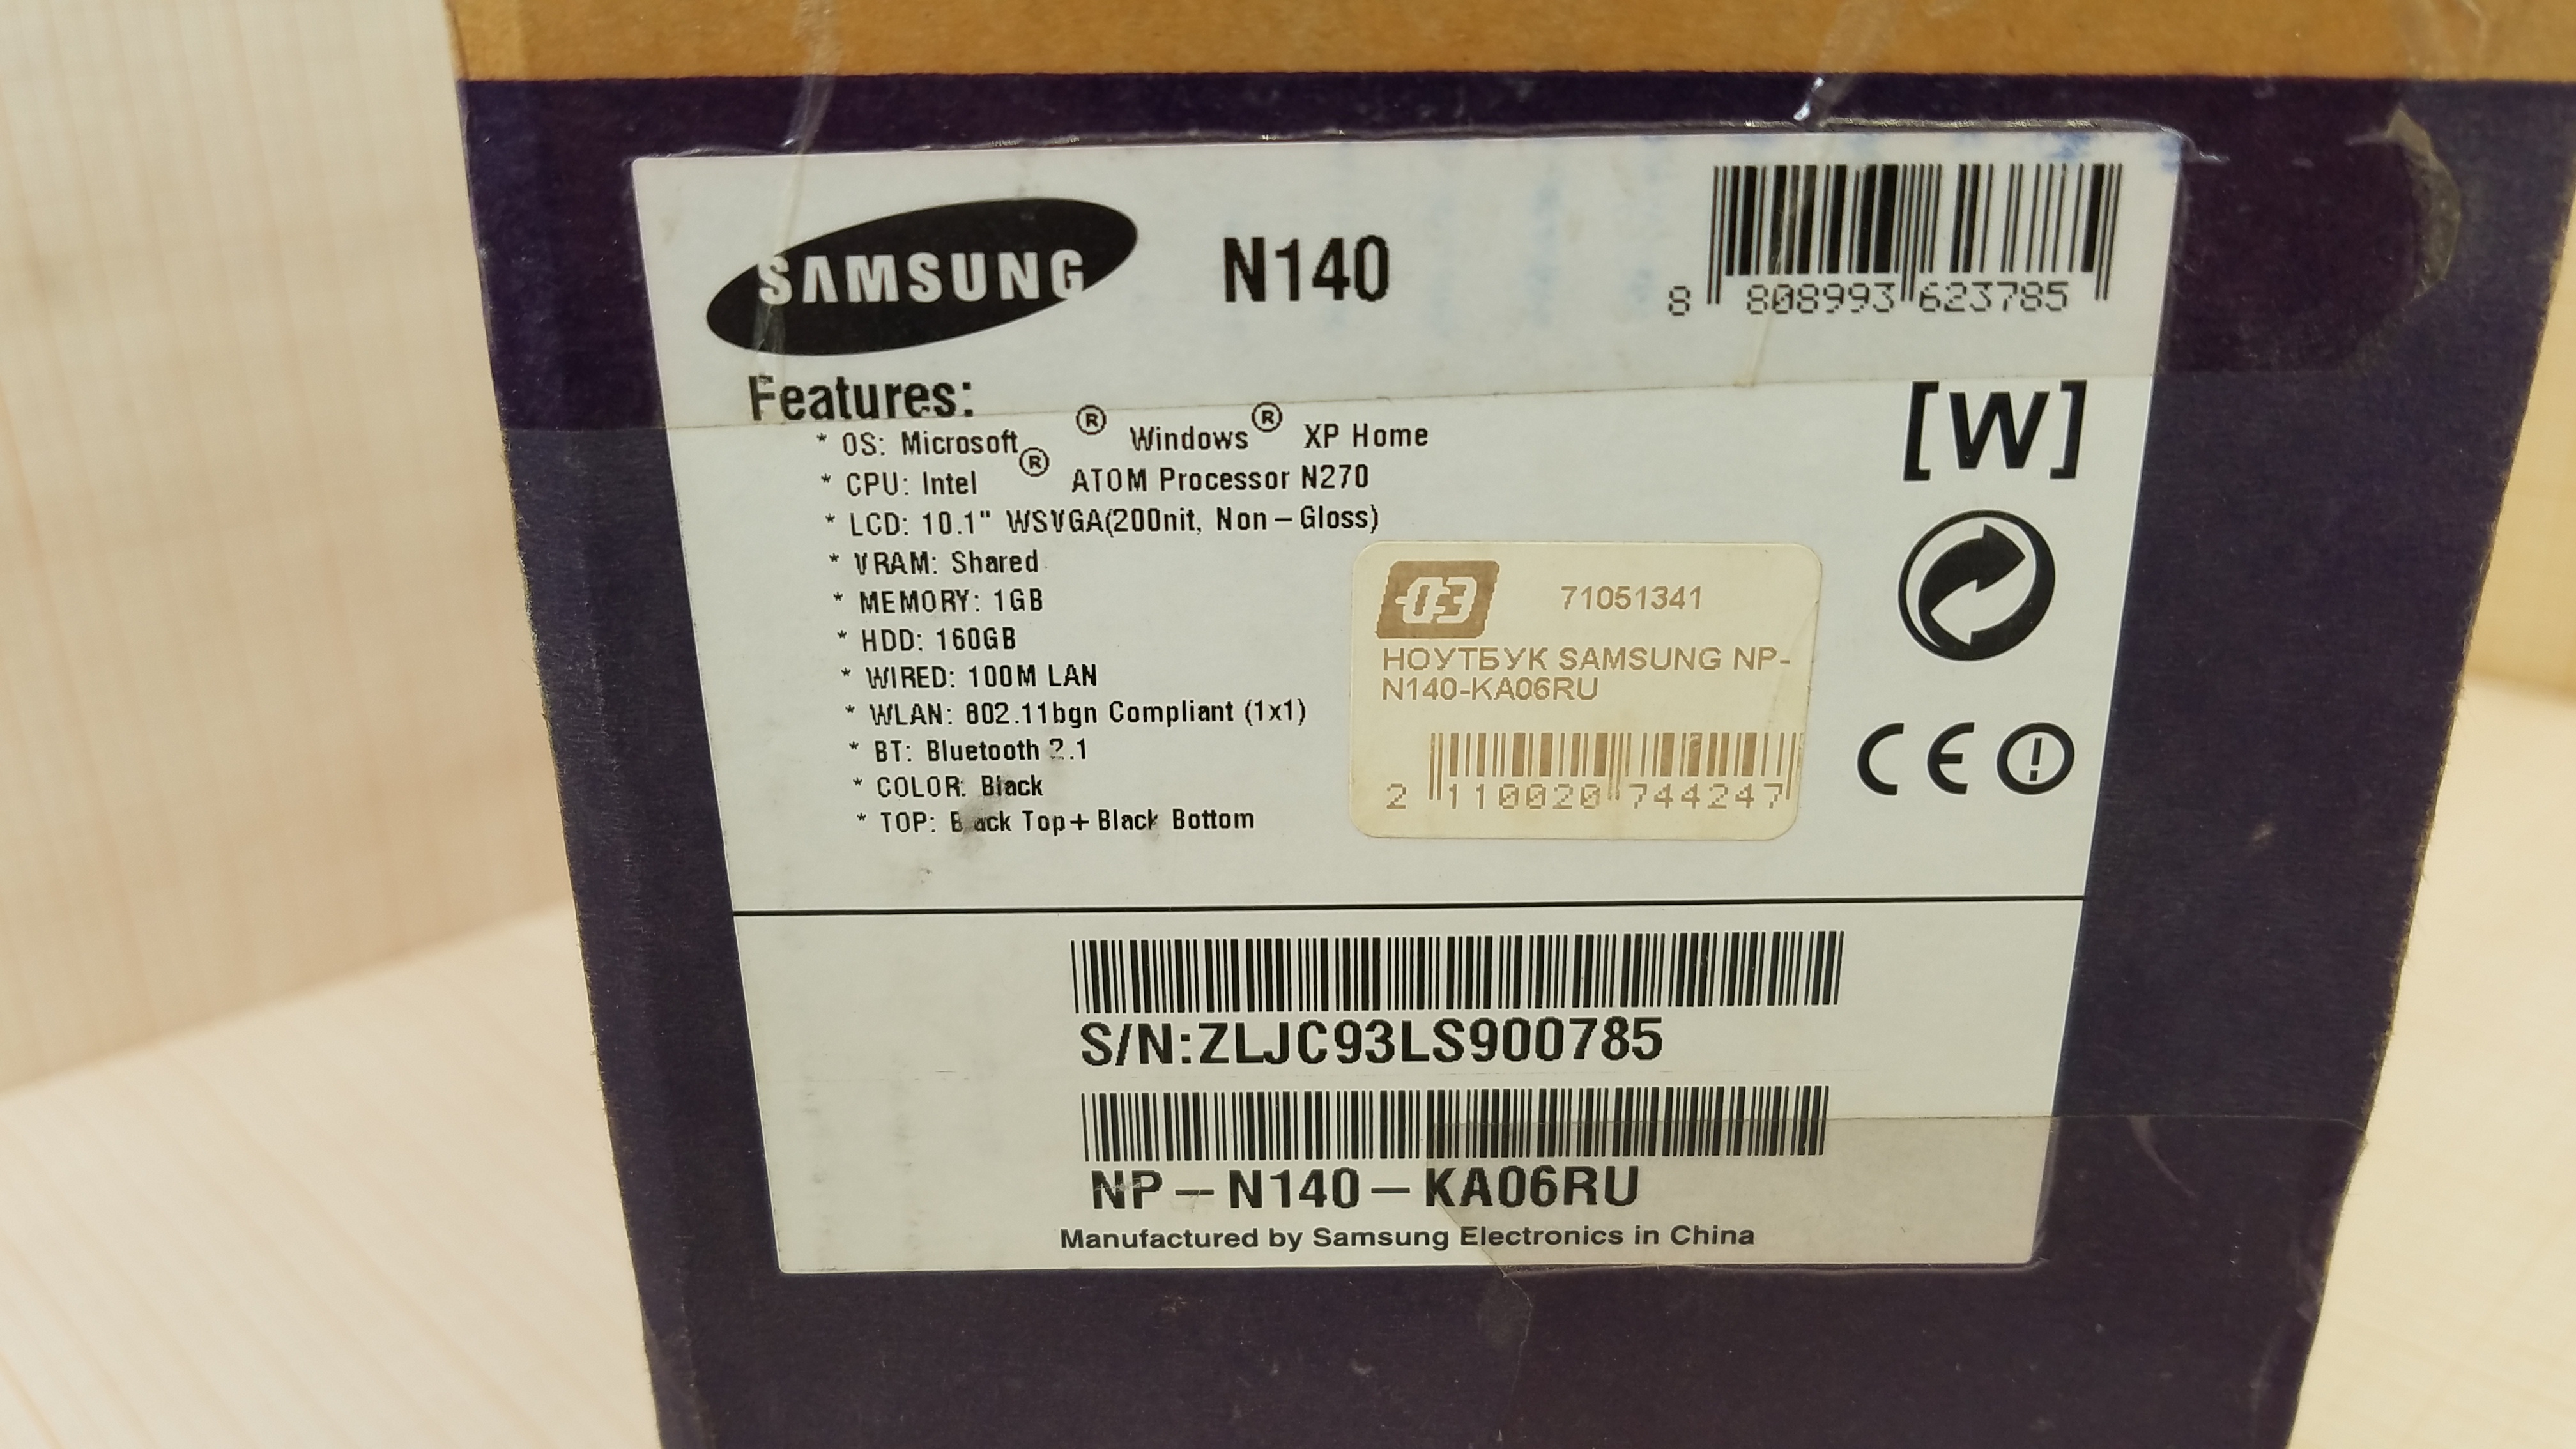 SAMSUNG N140
8 808993 623785
Features:
* OS: Microsoft® Windows® XP Home
* CPU: Intel® ATOM Processor N270
* LCD: 10.1" WSVGA(200nit, Non-Gloss)
* VRAM: Shared
* MEMORY: 1GB
* HDD: 160GB
* WIRED: 100M LAN
* WLAN: 802.11bgn Compliant (1x1)
* BT: Bluetooth 2.1
* COLOR: Black
* TOP: Black Top+Black Bottom
[W]
03 71051341
НОУТБУК SAMSUNG NP-
N140-KA06RU
2 110020 744247
CE
S/N:ZLJC93LS900785
NP-N140-KA06RU
Manufactured by Samsung Electronics in China